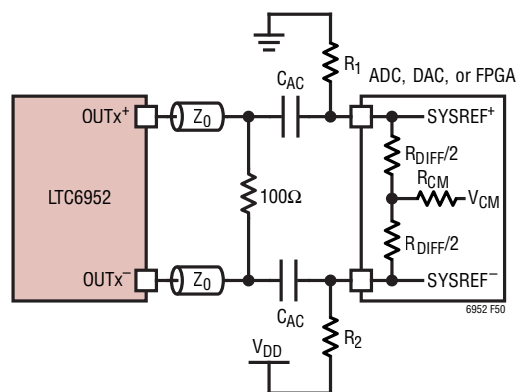 R1
CAC
ADC, DAC, or FPGA
OUTx+
Z0
SYSREF+
RDIFF/2
RCM
LTC6952
100Ω
VCM
RDIFF/2
OUTx–
Z0
SYSREF–
6952 F50
CAC
R2
VDD